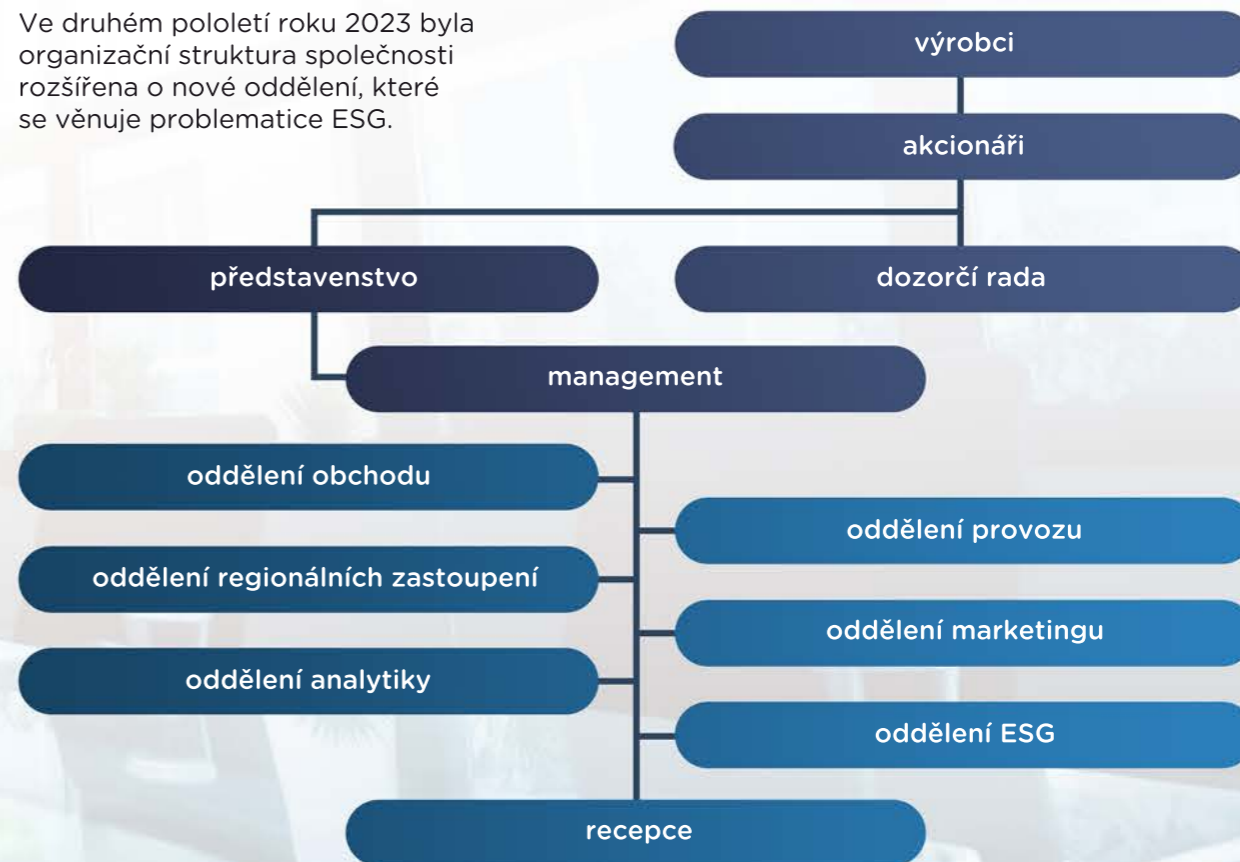 Ve druhém pololetí roku 2023 byla
organizační struktura společnosti
rozšířena o nové oddělení, které
se věnuje problematice ESG.
výrobci
akcionáři
představenstvo
dozorčí rada
management
oddělení obchodu
oddělení provozu
oddělení regionálních zastoupení
oddělení marketingu
oddělení analytiky
oddělení ESG
recepce